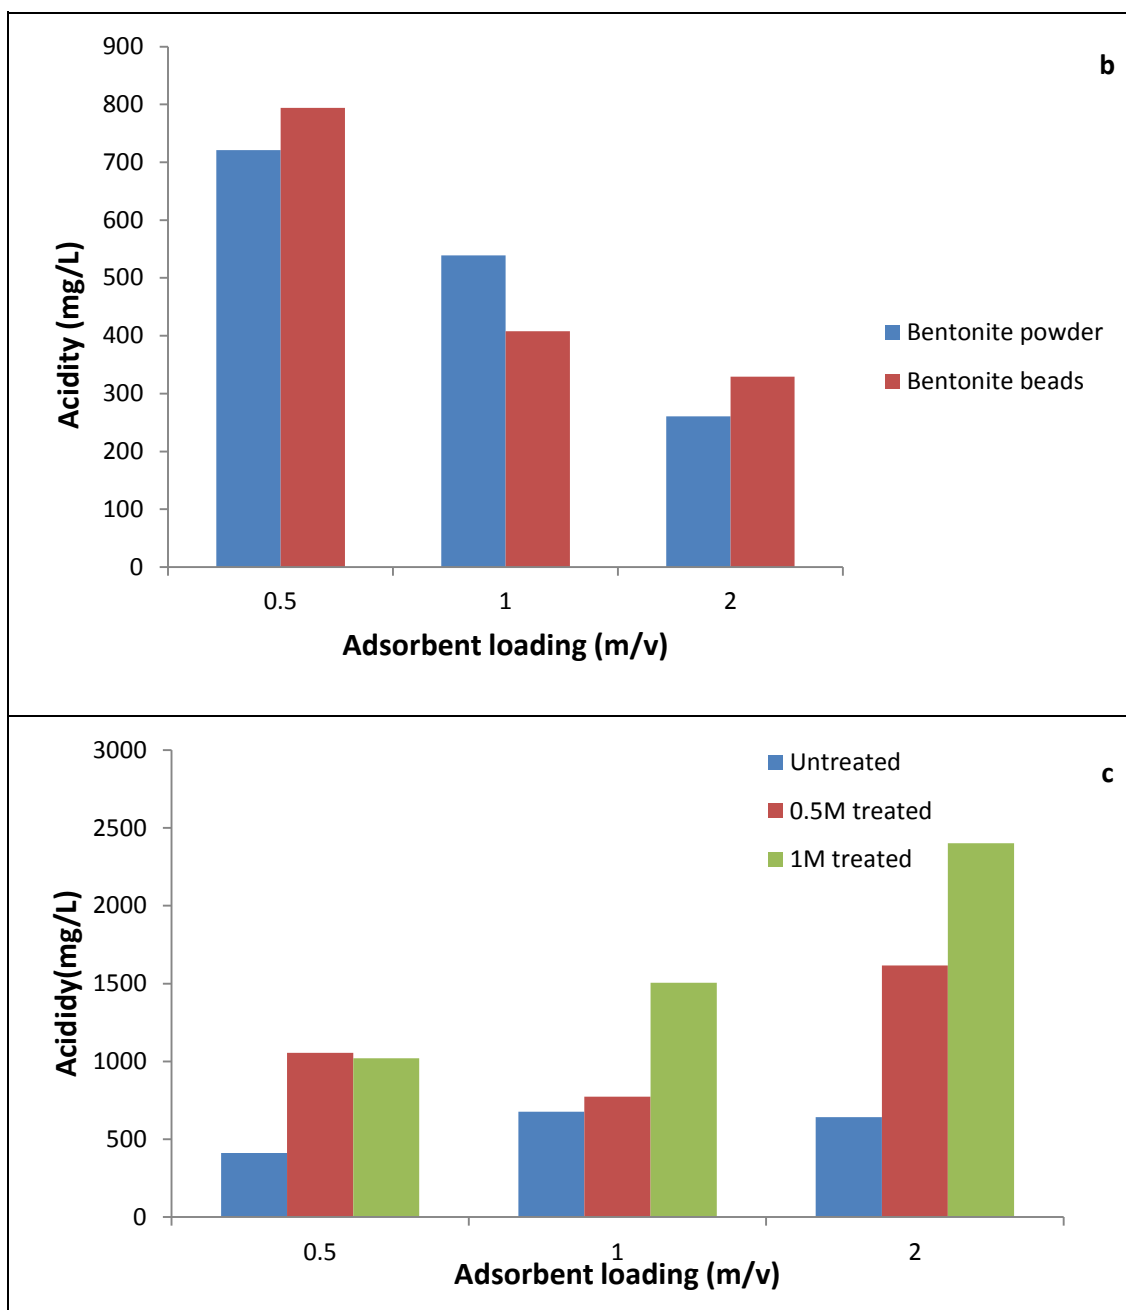 b
900
800
700
600
500
400
300
200
100
0
Acidity (mg/L)
0.5 1 2
Adsorbent loading (m/v)
Bentonite powder
Bentonite beads
c
3000
2500
2000
1500
1000
500
0
Acididy(mg/L)
Untreated
0.5M treated
1M treated
0.5 1 2
Adsorbent loading (m/v)